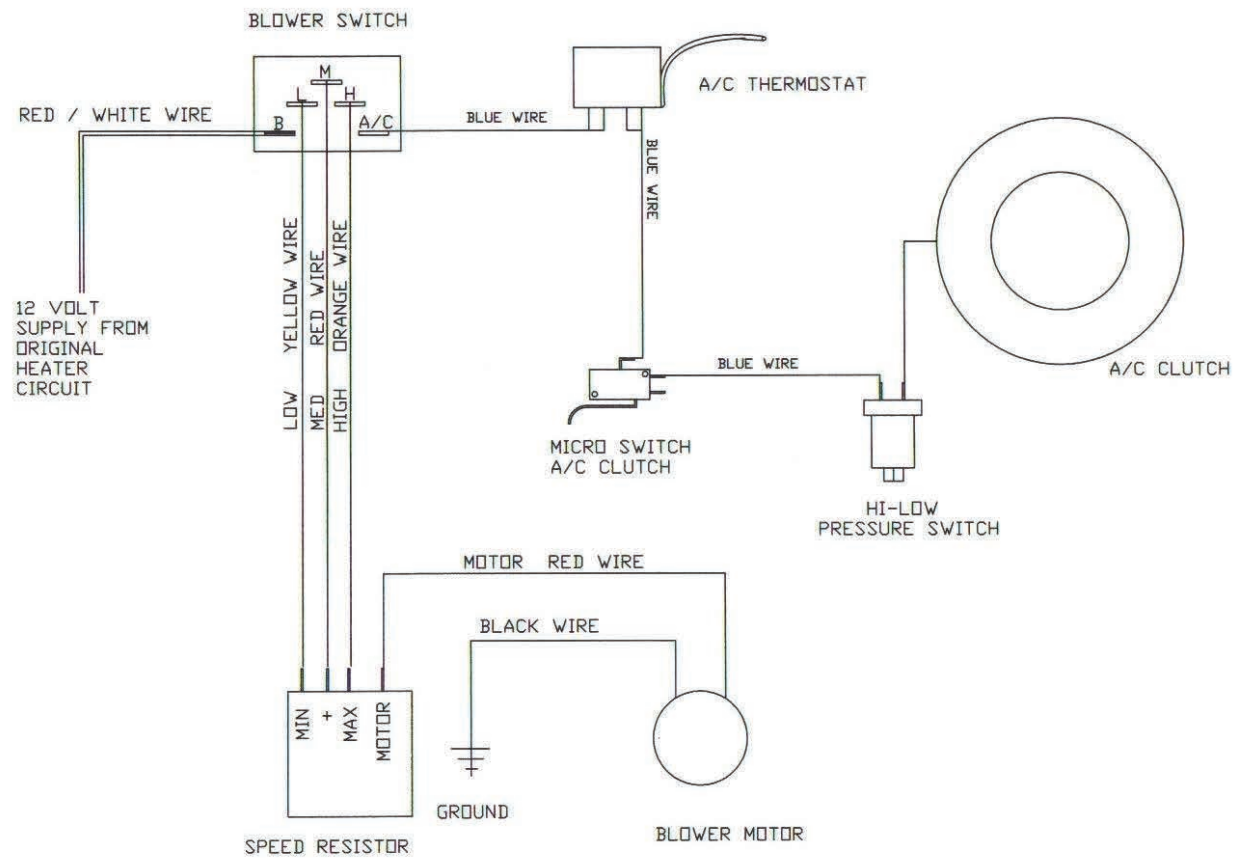 BLOWER SWITCH
M
L
H
B
A/C
RED / WHITE WIRE
BLUE WIRE
A/C THERMOSTAT
BLUE WIRE
12 VOLT
SUPPLY FROM
ORIGINAL
HEATER
CIRCUIT
LOW YELLOW WIRE
MED RED WIRE
HIGH ORANGE WIRE
BLUE WIRE
A/C CLUTCH
MICRO SWITCH
A/C CLUTCH
HI-LOW
PRESSURE SWITCH
MOTOR RED WIRE
BLACK WIRE
MIN
+
MAX
MOTOR
GROUND
BLOWER MOTOR
SPEED RESISTOR